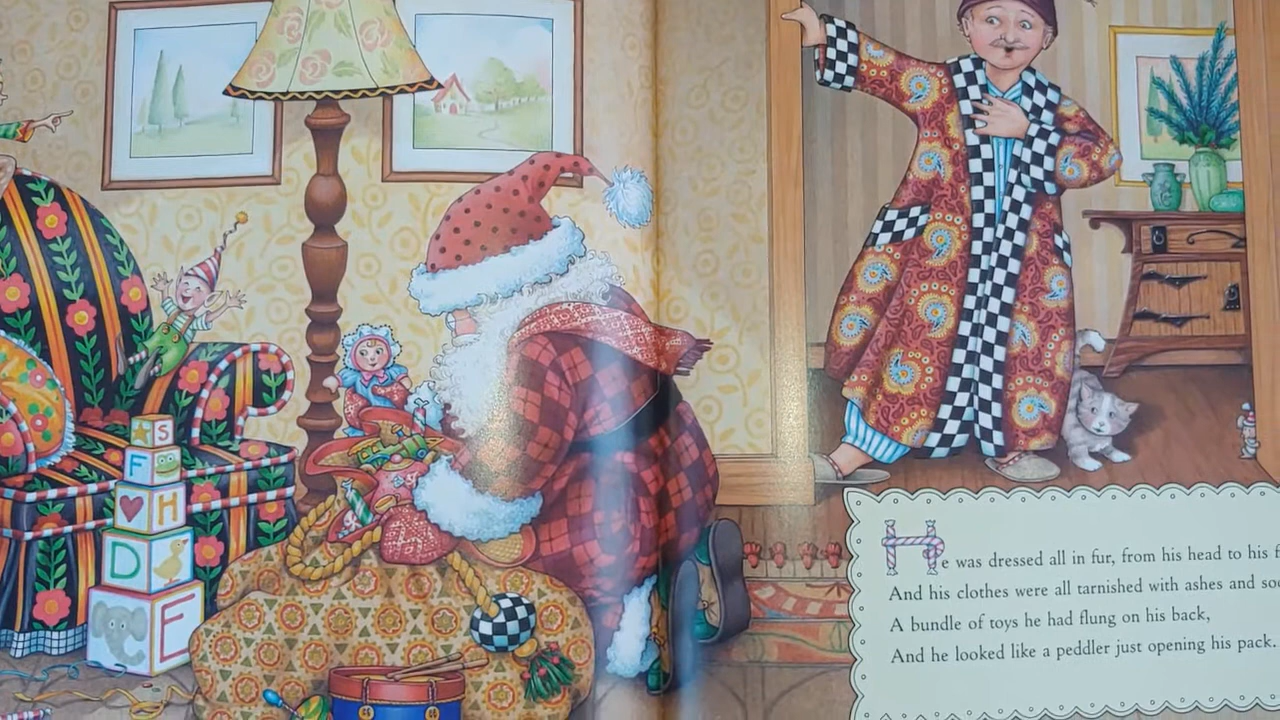 S
F
H
D
E
He was dressed all in fur, from his head to his
And his clothes were all tarnished with ashes and
A bundle of toys he had flung on his back,
And he looked like a peddler just opening his pack.